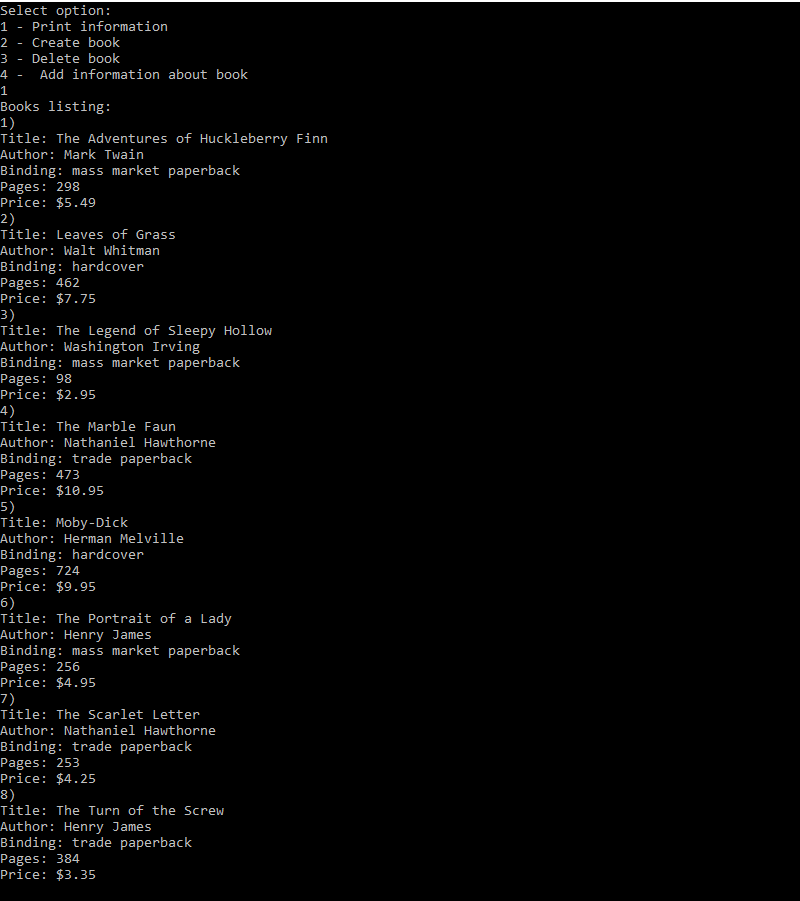 Select option:
1 - Print information
2 - Create book
3 - Delete book
4 -  Add information about book
1
Books listing:
1)
Title: The Adventures of Huckleberry Finn
Author: Mark Twain
Binding: mass market paperback
Pages: 298
Price: $5.49
2)
Title: Leaves of Grass
Author: Walt Whitman
Binding: hardcover
Pages: 462
Price: $7.75
3)
Title: The Legend of Sleepy Hollow
Author: Washington Irving
Binding: mass market paperback
Pages: 98
Price: $2.95
4)
Title: The Marble Faun
Author: Nathaniel Hawthorne
Binding: trade paperback
Pages: 473
Price: $10.95
5)
Title: Moby-Dick
Author: Herman Melville
Binding: hardcover
Pages: 724
Price: $9.95
6)
Title: The Portrait of a Lady
Author: Henry James
Binding: mass market paperback
Pages: 256
Price: $4.95
7)
Title: The Scarlet Letter
Author: Nathaniel Hawthorne
Binding: trade paperback
Pages: 253
Price: $4.25
8)
Title: The Turn of the Screw
Author: Henry James
Binding: trade paperback
Pages: 384
Price: $3.35